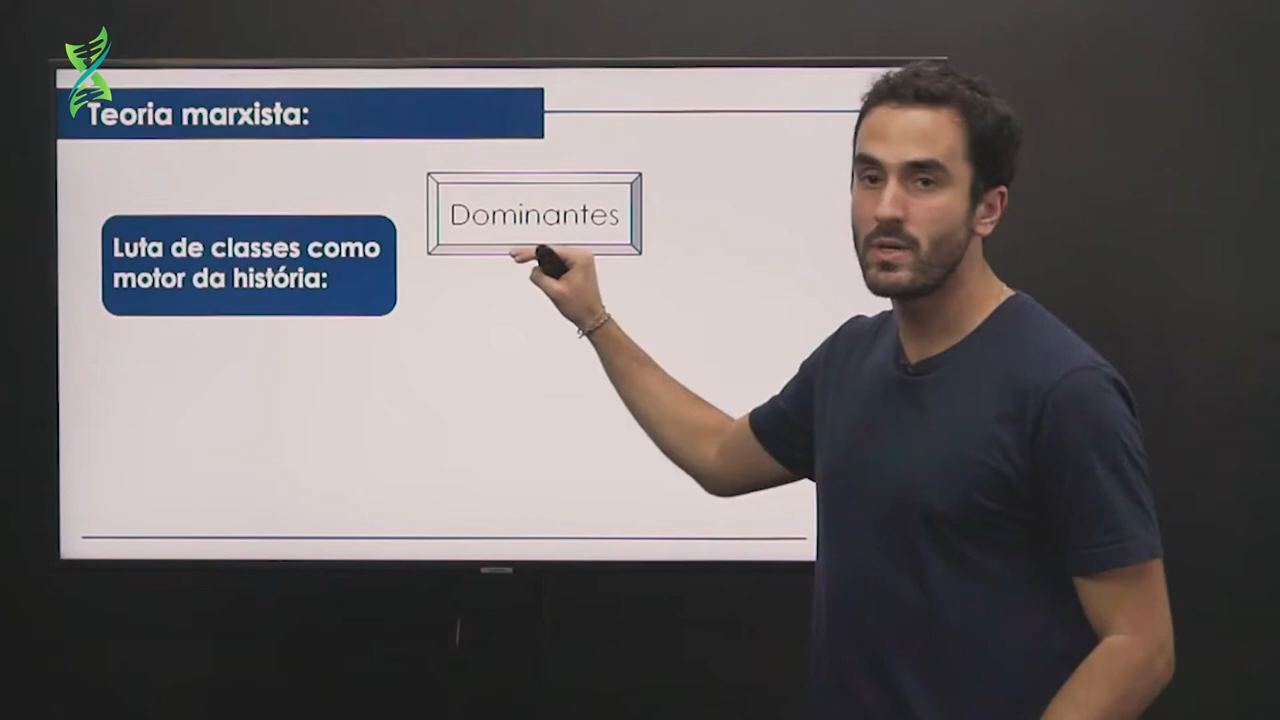 Teoria marxista:
Dominantes
Luta de classes como
motor da história: